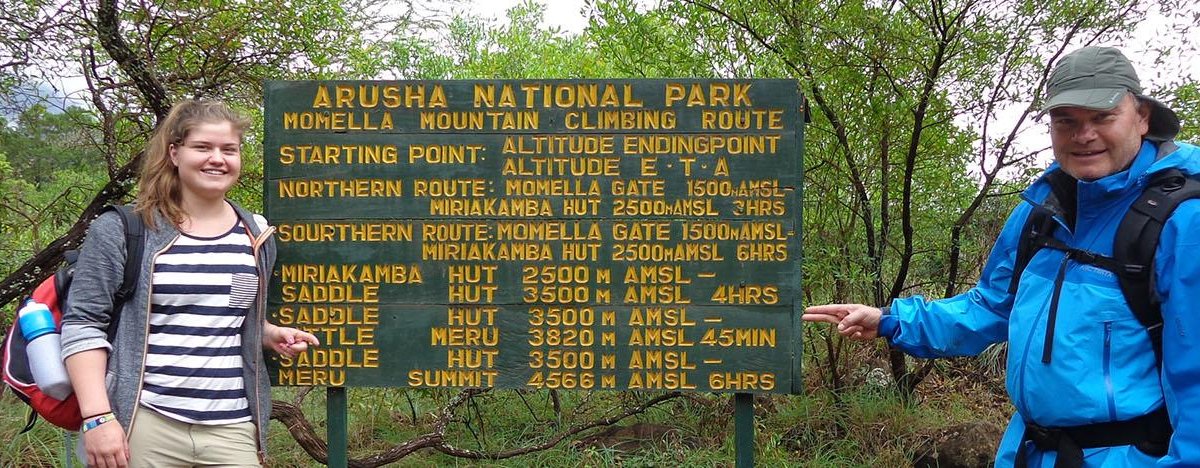 ARUSHA NATIONAL PARK
MOMELLA MOUNTAIN CLIMBING ROUTE
STARTING POINT: ALTITUDE ENDINGPOINT
ALTITUDE E·T·A
NORTHERN ROUTE: MOMELLA GATE 1500MAMSL-
MIRIAKAMBA HUT 2500MAMSL 3HRS
SOURTHERN ROUTE: MOMELLA GATE 1500MAMSL-
MIRIAKAMBA HUT 2500MAMSL 6HRS
MIRIAKAMBA HUT 2500 M AMSL –
SADDLE HUT 3500 M AMSL 4HRS
SADDLE HUT 3500 M AMSL –
MERU 3820 M AMSL 45MIN
SADDLE HUT 3500 M AMSL –
MERU SUMMIT 4566 M AMSL 6HRS